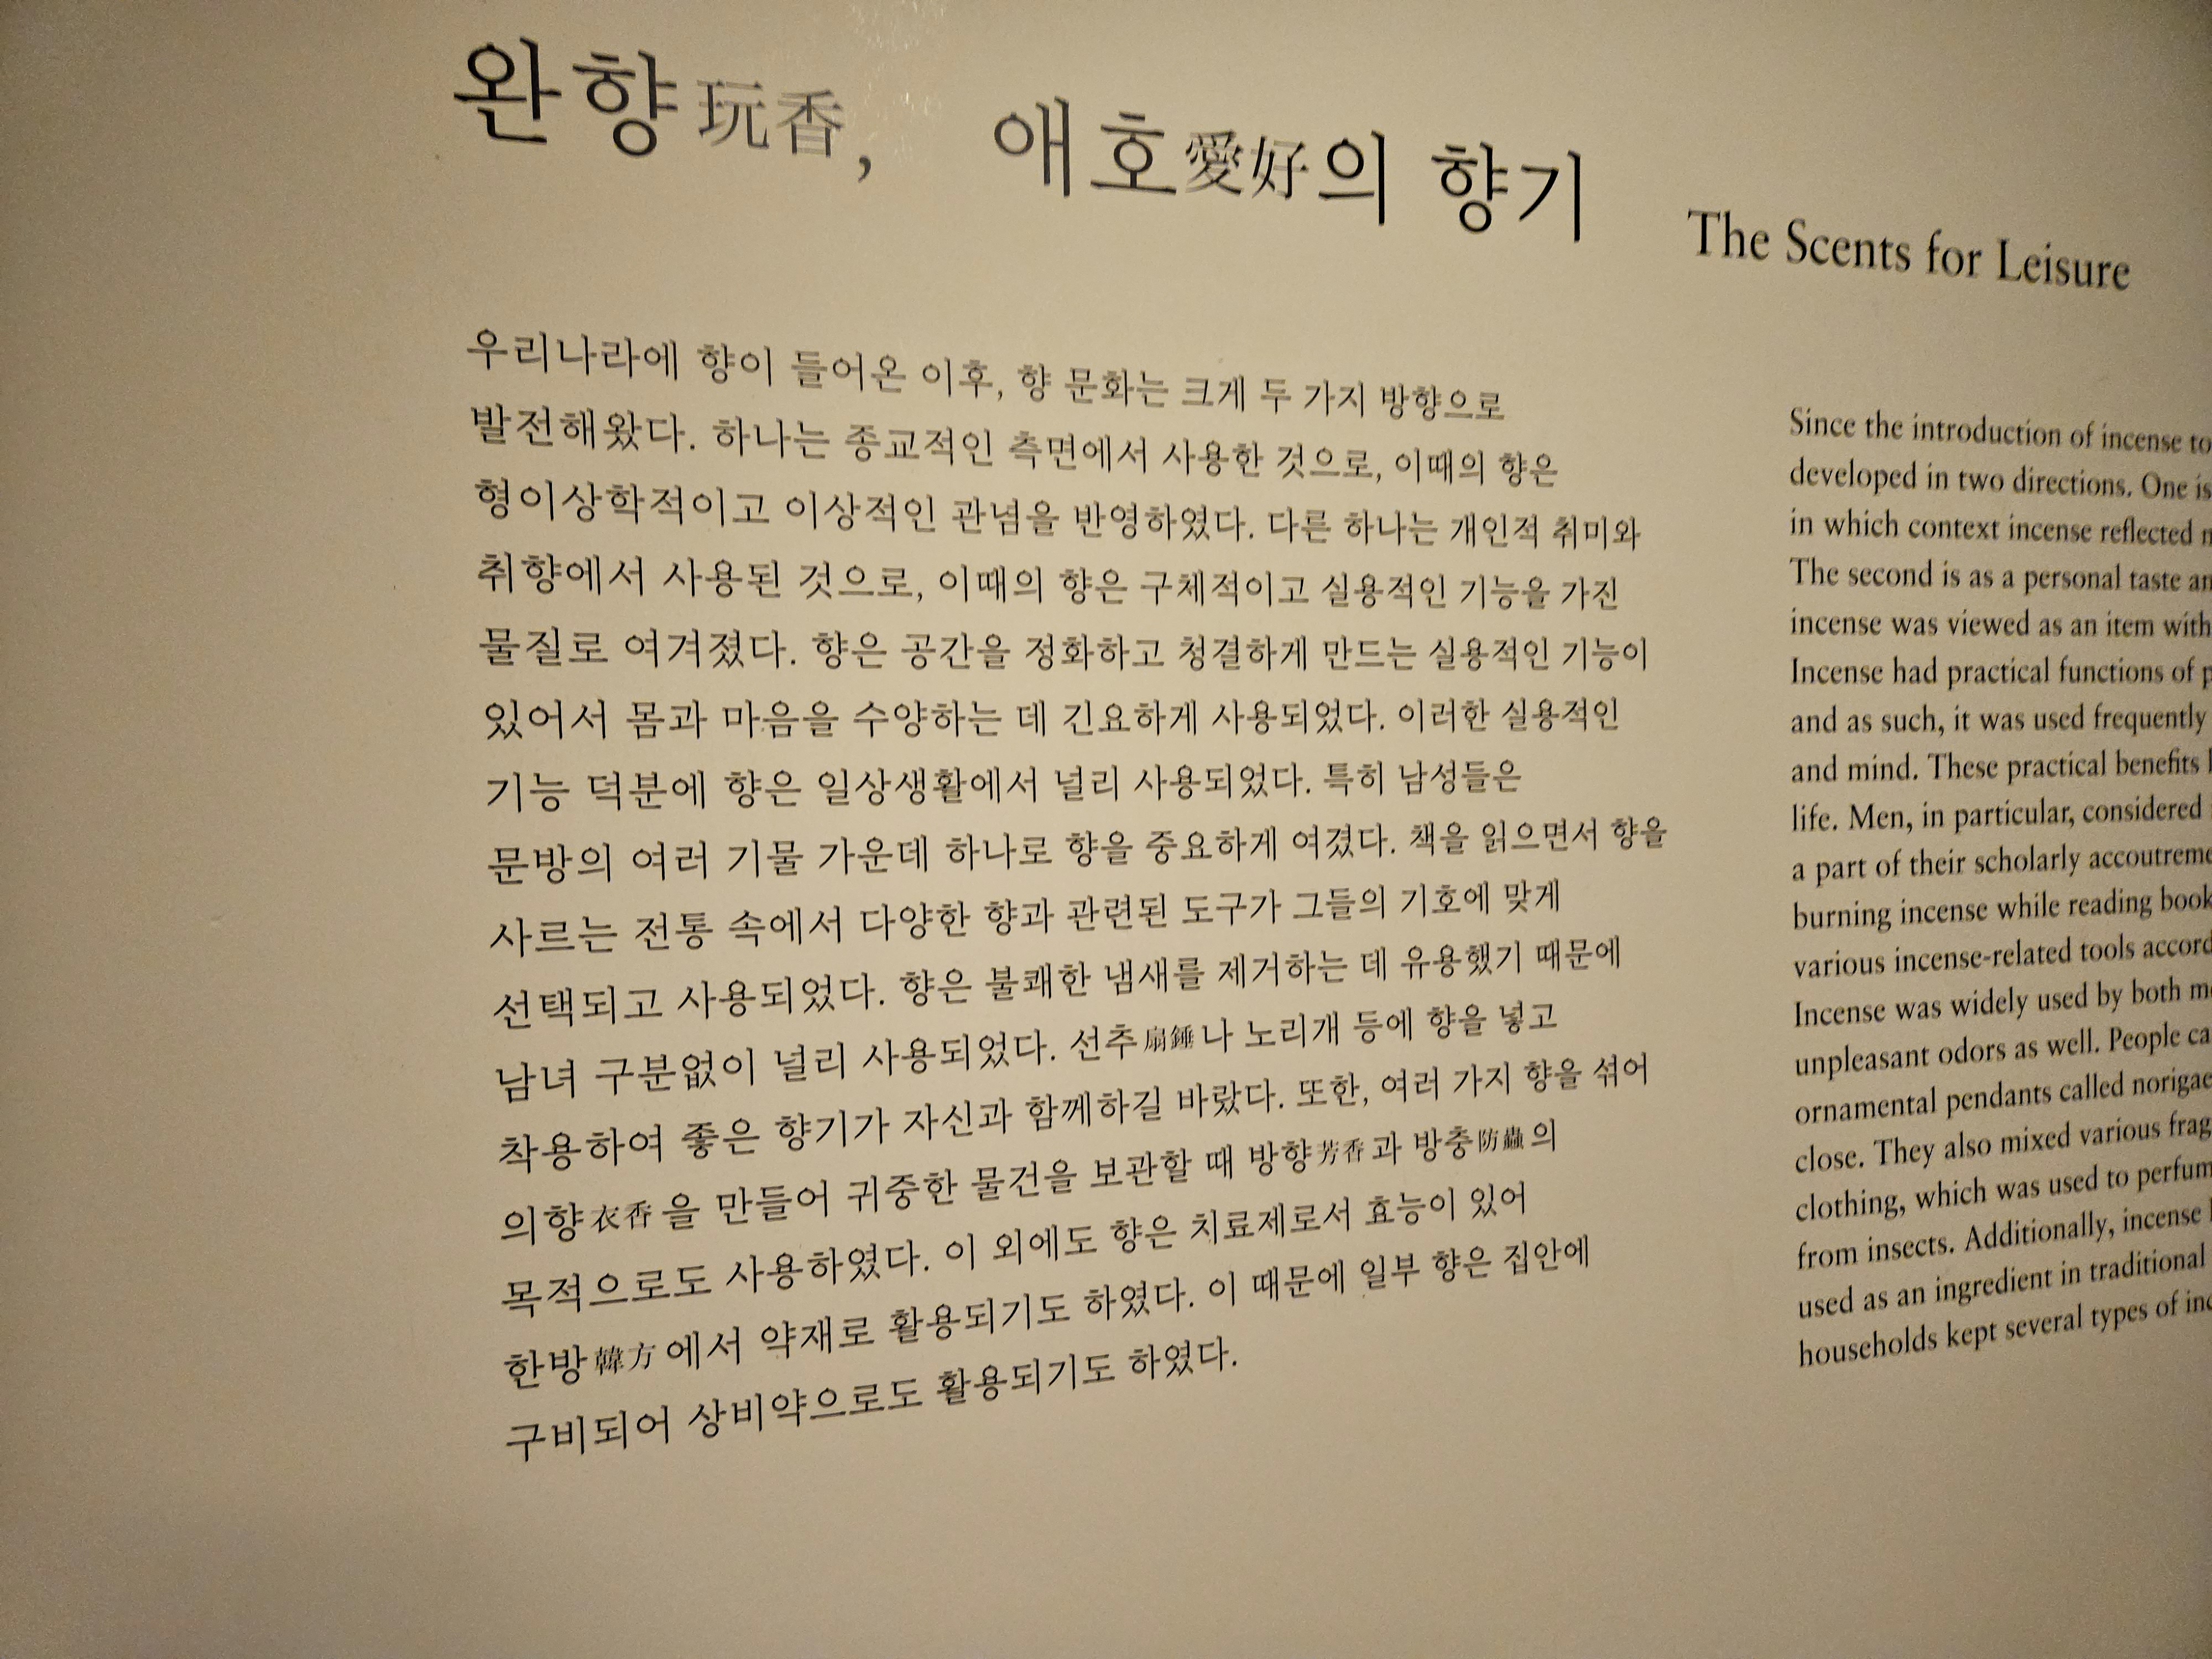 완향玩香, 애호愛好의 향기
The Scents for Leisure
우리나라에 향이 들어온 이후, 향 문화는 크게 두 가지 방향으로
발전해왔다. 하나는 종교적인 측면에서 사용한 것으로, 이때의 향은
형이상학적이고 이상적인 관념을 반영하였다. 다른 하나는 개인적 취미와
취향에서 사용된 것으로, 이때의 향은 구체적이고 실용적인 기능을 가진
물질로 여겨졌다. 향은 공간을 정화하고 청결하게 만드는 실용적인 기능이
있어서 몸과 마음을 수양하는 데 긴요하게 사용되었다. 이러한 실용적인
기능 덕분에 향은 일상생활에서 널리 사용되었다. 특히 남성들은
문방의 여러 기물 가운데 하나로 향을 중요하게 여겼다. 책을 읽으면서 향을
사르는 전통 속에서 다양한 향과 관련된 도구가 그들의 기호에 맞게
선택되고 사용되었다. 향은 불쾌한 냄새를 제거하는 데 유용했기 때문에
남녀 구분없이 널리 사용되었다. 선추扇錘나 노리개 등에 향을 넣고
착용하여 좋은 향기가 자신과 함께하길 바랐다. 또한, 여러 가지 향을 섞어
의향衣香을 만들어 귀중한 물건을 보관할 때 방향芳香과 방충防蟲의
목적으로도 사용하였다. 이 외에도 향은 치료제로서 효능이 있어
한방韓方에서 약재로 활용되기도 하였다. 이 때문에 일부 향은 집안에
구비되어 상비약으로도 활용되기도 하였다.
Since the introduction of incense to
developed in two directions. One is
in which context incense reflected
The second is as a personal taste
incense was viewed as an item with
Incense had practical functions of
and as such, it was used frequently
and mind. These practical benefits
life. Men, in particular, considered
a part of their scholarly
burning incense while reading
various incense-related tools
Incense was widely used by both
unpleasant odors as well. People
ornamental pendants called norigae
close. They also mixed various
clothing, which was used to
from insects. Additionally, incense
used as an ingredient in traditional
households kept several types of